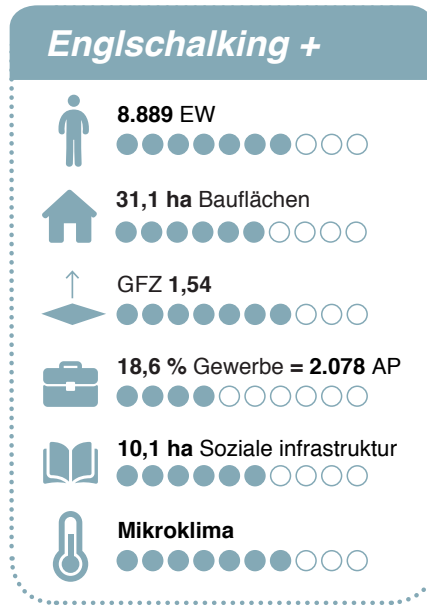 Englschalking +
8.889 EW
31,1 ha Bauflächen
GFZ 1,54
18,6 % Gewerbe = 2.078 AP
10,1 ha Soziale infrastruktur
Mikroklima